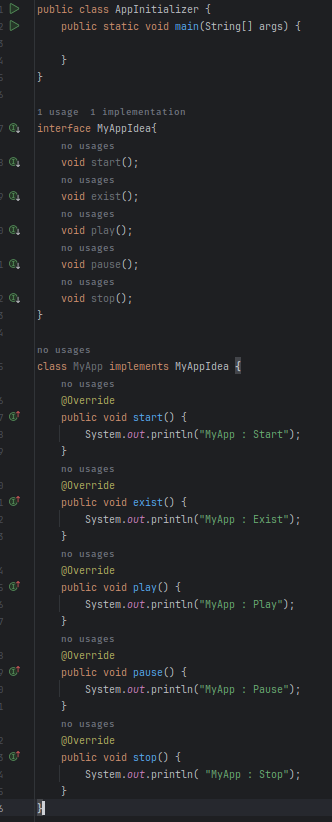 public class AppInitializer {
public static void main(String[] args) {
}
}
1 usage 1 implementation
interface MyAppIdea{
no usages
void start();
no usages
void exist();
no usages
void play();
no usages
void pause();
no usages
void stop();
}
no usages
class MyApp implements MyAppIdea {
no usages
@Override
public void start() {
System.out.println("MyApp : Start");
}
no usages
@Override
public void exist() {
System.out.println("MyApp : Exist");
}
no usages
@Override
public void play() {
System.out.println("MyApp : Play");
}
no usages
@Override
public void pause() {
System.out.println("MyApp : Pause");
}
no usages
@Override
public void stop() {
System.out.println( "MyApp : Stop");
}
}